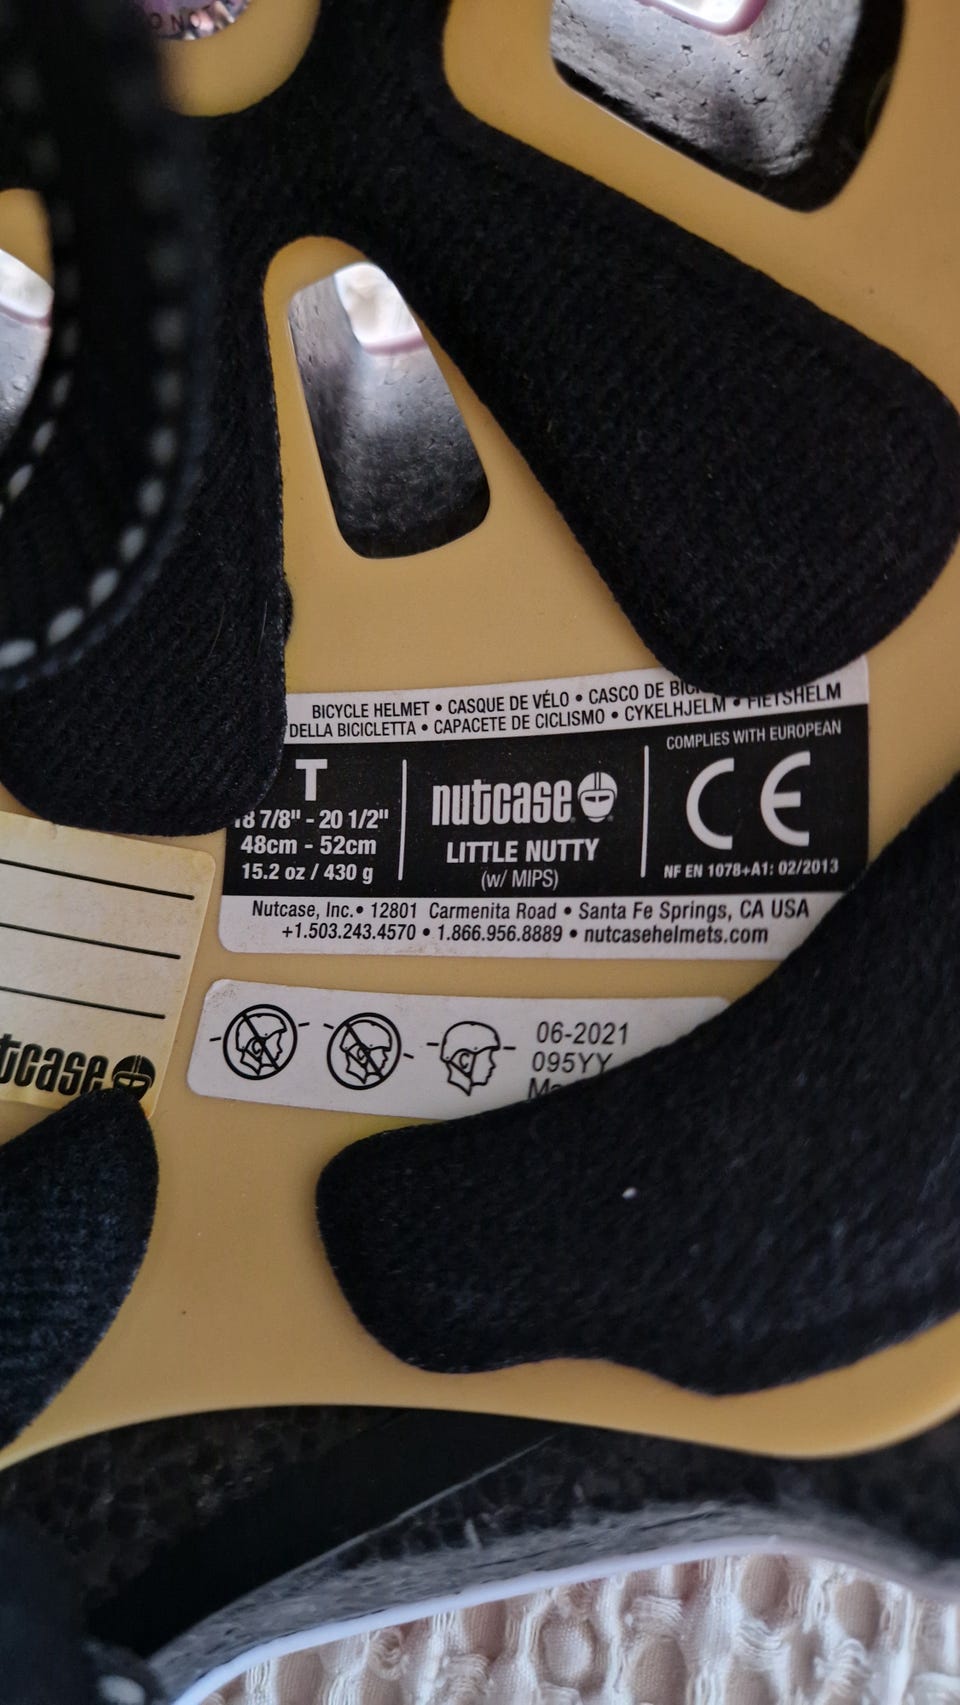 O NOT
BICYCLE HELMET • CASQUE DE VÉLO • CASCO DE • FIETSHELM
DELLA BICICLETTA • CAPACETE DE CICLISMO • CYKELHJELM
T
18 7/8" - 20 1/2"
48cm - 52cm
15.2 oz / 430 g
nutcase
LITTLE NUTTY
(w/ MIPS)
COMPLIES WITH EUROPEAN
CE
NF EN 1078+A1: 02/2013
Nutcase, Inc. • 12801 Carmenita Road • Santa Fe Springs, CA USA
+1.503.243.4570 • 1.866.956.8889 • nutcasehelmets.com
06-2021
095YY
tcase